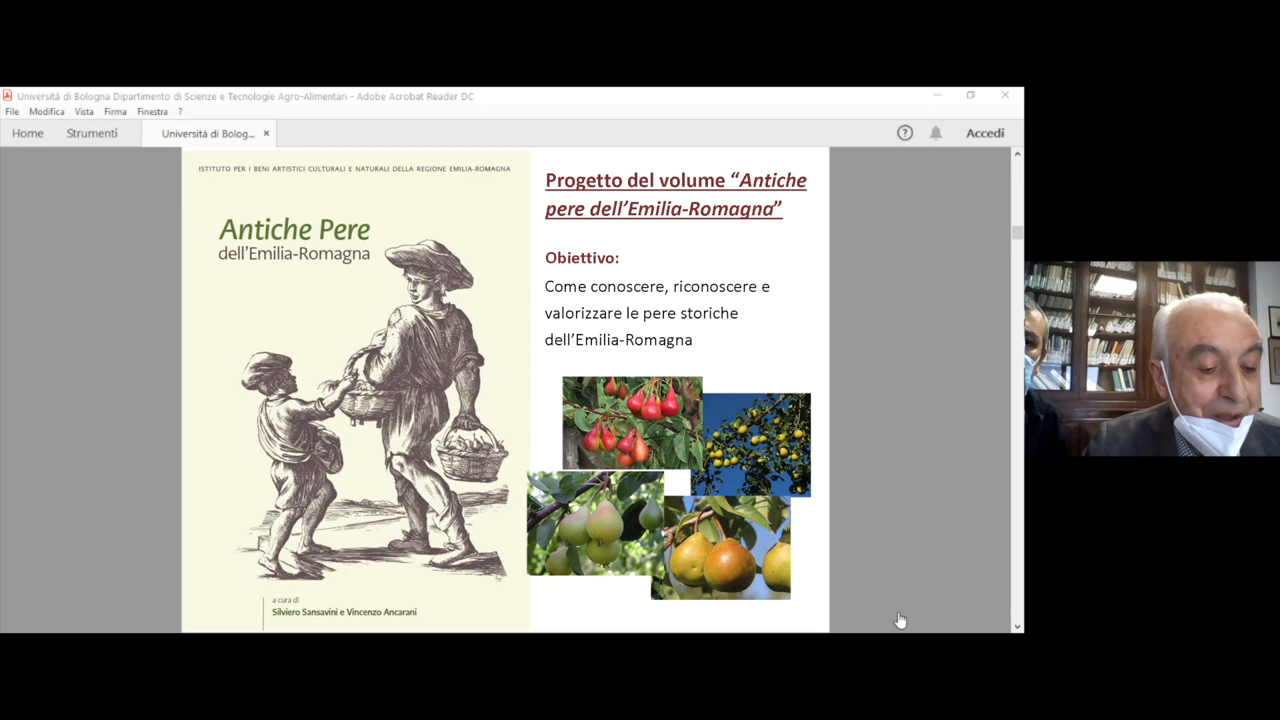 Università di Bologna Dipartimento di Scienze e Tecnologie Agro-Alimentari - Adobe Acrobat Reader DC
File Modifica Vista Firma Finestra ?
Home Strumenti Università di Bolog... × Accedi
ISTITUTO PER I BENI ARTISTICI CULTURALI E NATURALI DELLA REGIONE EMILIA-ROMAGNA
Antiche Pere
dell'Emilia-Romagna
a cura di
Silviero Sansavini e Vincenzo Ancarani
Progetto del volume “Antiche
pere dell’Emilia-Romagna”
Obiettivo:
Come conoscere, riconoscere e
valorizzare le pere storiche
dell’Emilia-Romagna